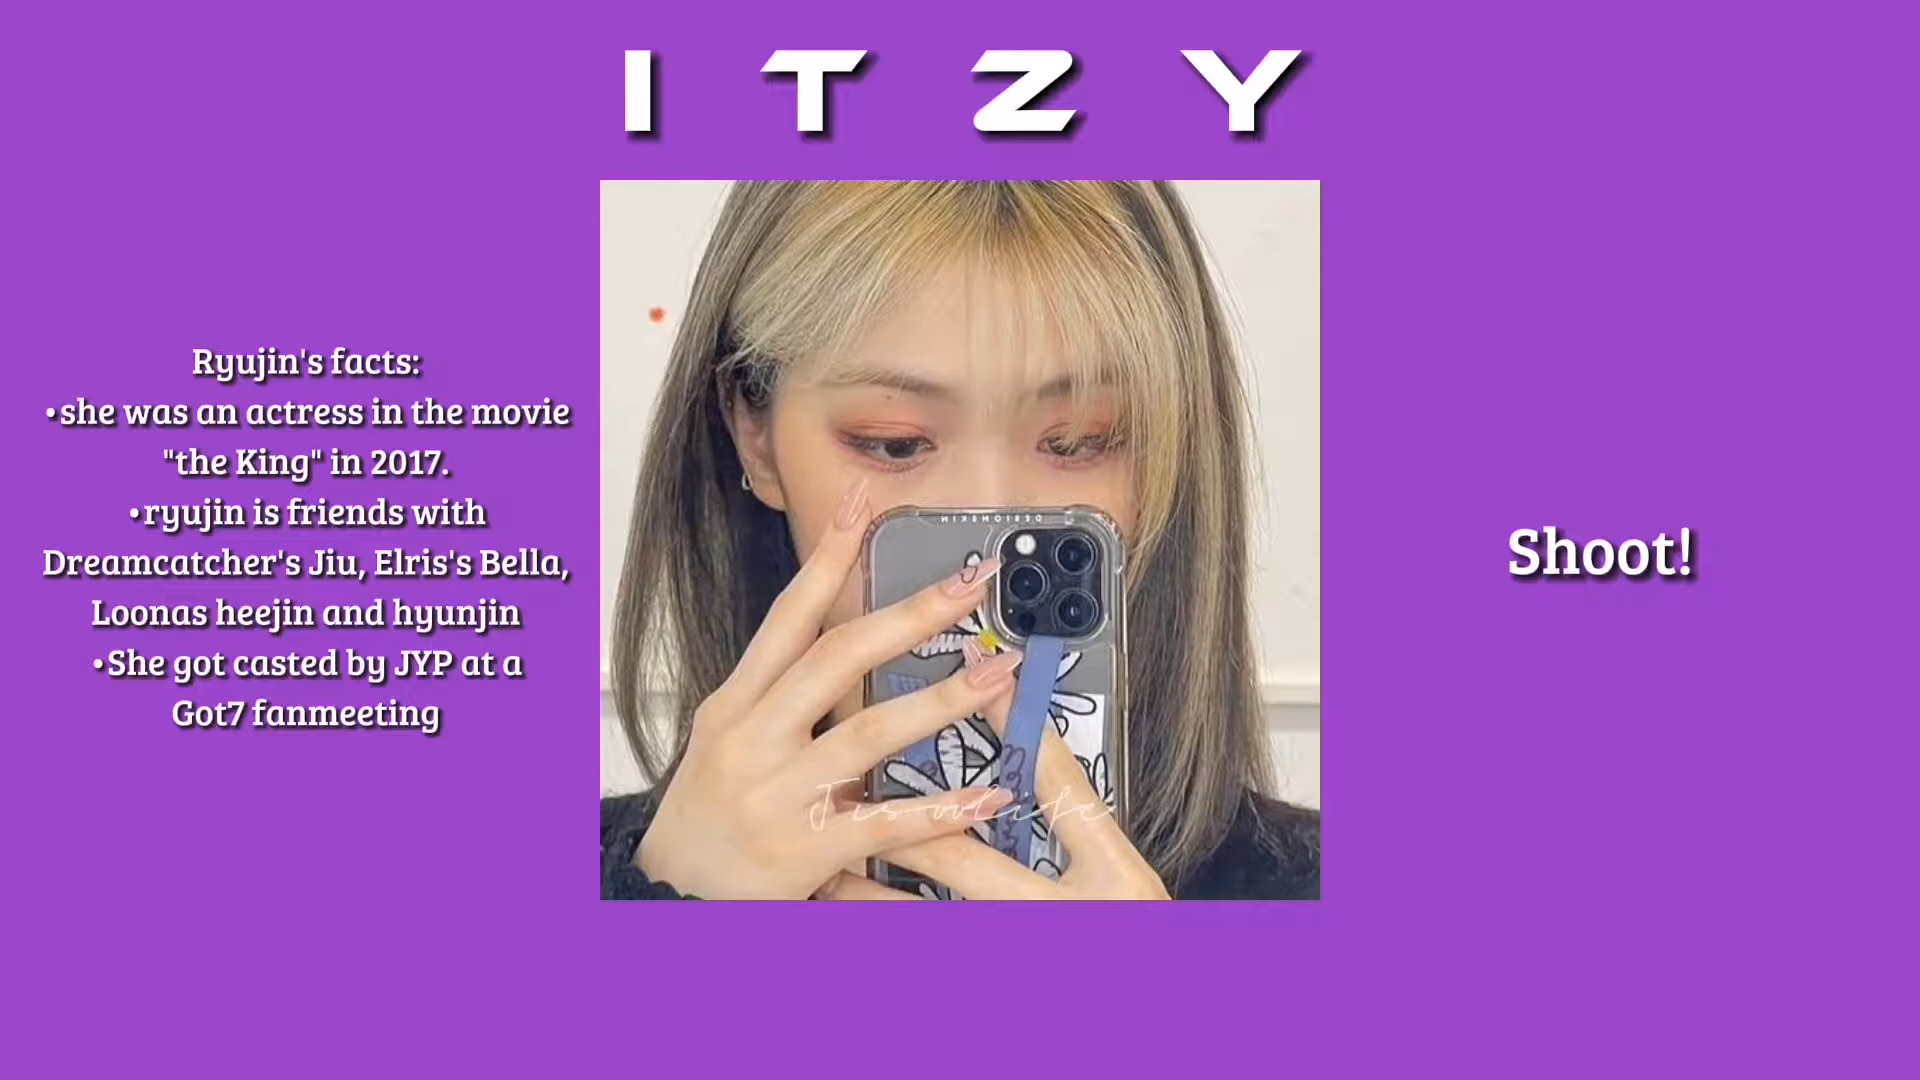 I T Z Y
Ryujin's facts:
•she was an actress in the movie
"the King" in 2017.
•ryujin is friends with
Dreamcatcher's Jiu, Elris's Bella,
Loonas heejin and hyunjin
•She got casted by JYP at a
Got7 fanmeeting
DESIGNSKIN
Shoot!